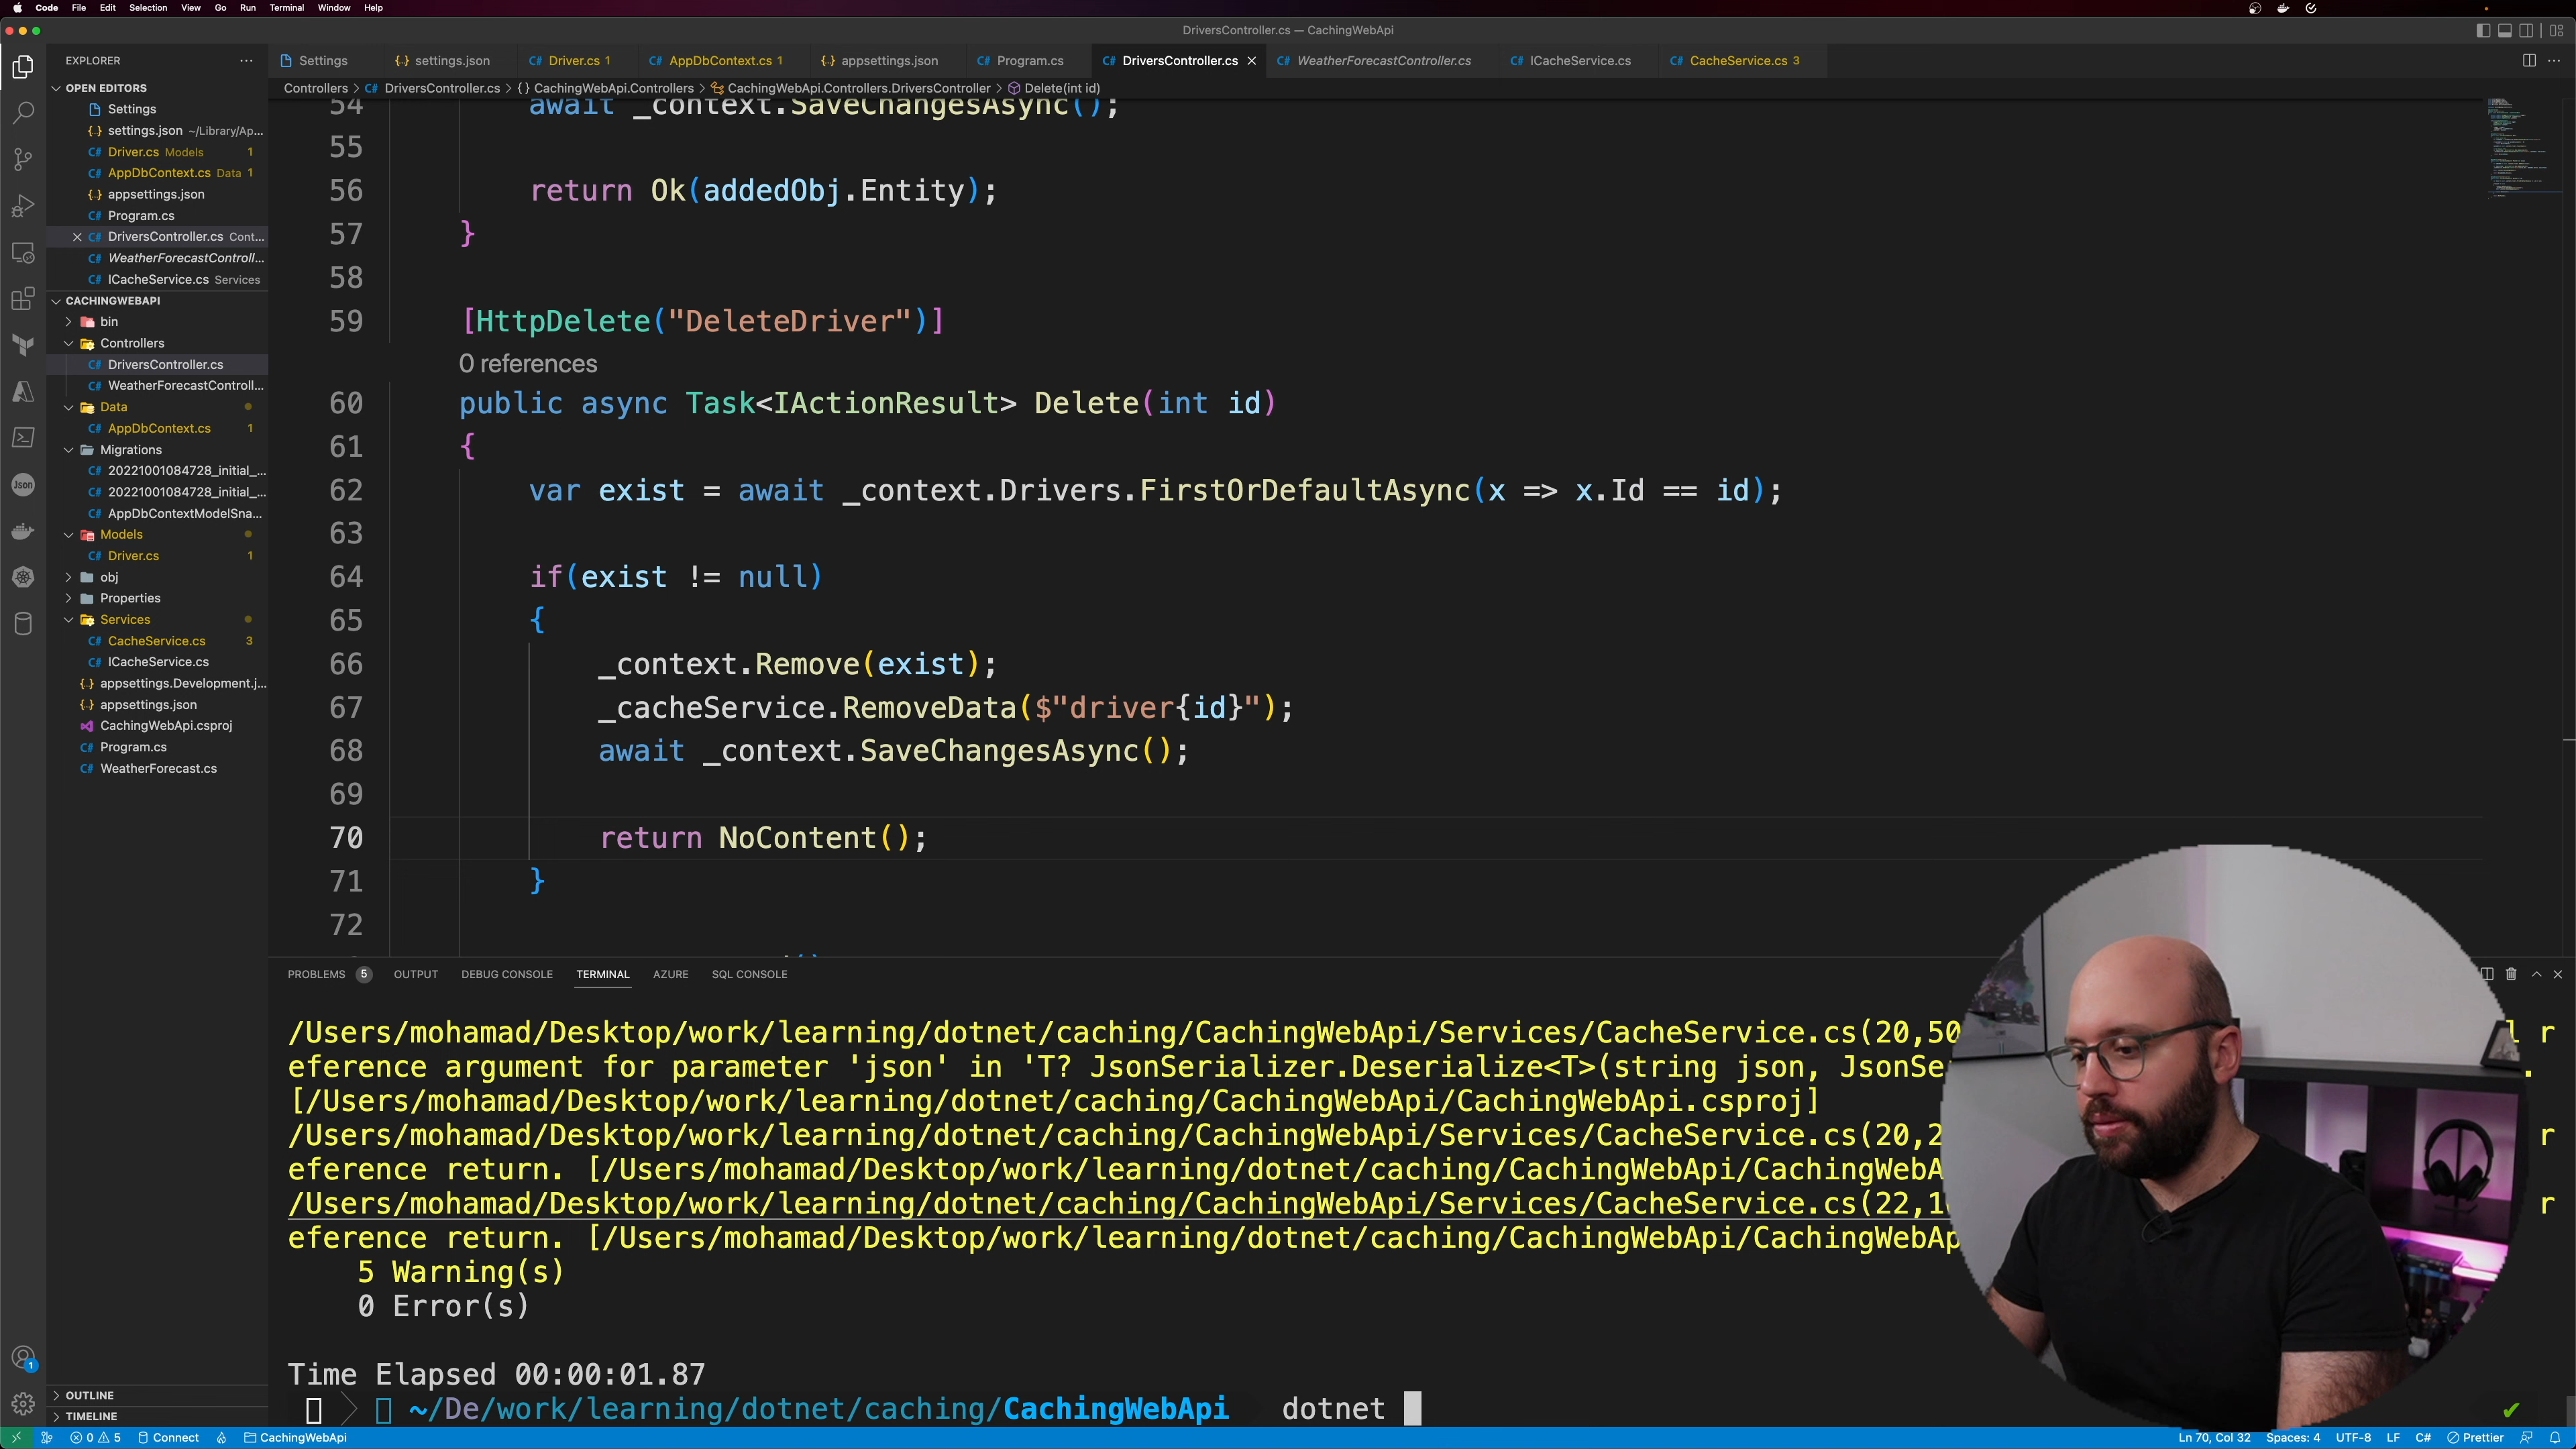 Code File Edit Selection View Go Run Terminal Window Help
DriversController.cs — CachingWebApi
EXPLORER
Settings
settings.json
Driver.cs 1
AppDbContext.cs 1
appsettings.json
Program.cs
DriversController.cs
WeatherForecastController.cs
ICacheService.cs
CacheService.cs 3
Controllers > DriversController.cs > {} CachingWebApi.Controllers > CachingWebApi.Controllers.DriversController > Delete(int id)
OPEN EDITORS
Settings
settings.json ~/Library/Ap...
Driver.cs Models 1
AppDbContext.cs Data 1
appsettings.json
Program.cs
DriversController.cs Cont...
WeatherForecastControll...
ICacheService.cs Services
CACHINGWEBAPI
bin
Controllers
DriversController.cs
WeatherForecastControll...
Data
AppDbContext.cs 1
Migrations
20221001084728_initial_...
20221001084728_initial_...
AppDbContextModelSna...
Models
Driver.cs 1
obj
Properties
Services
CacheService.cs 3
ICacheService.cs
appsettings.Development.j...
appsettings.json
CachingWebApi.csproj
Program.cs
WeatherForecast.cs
OUTLINE
TIMELINE
54 await _context.SaveChangesAsync();
55
56 return Ok(addedObj.Entity);
57 }
58
59 [HttpDelete("DeleteDriver")]
0 references
60 public async Task<IActionResult> Delete(int id)
61 {
62 var exist = await _context.Drivers.FirstOrDefaultAsync(x => x.Id == id);
63
64 if(exist != null)
65 {
66 _context.Remove(exist);
67 _cacheService.RemoveData($"driver{id}");
68 await _context.SaveChangesAsync();
69
70 return NoContent();
71 }
72
PROBLEMS 5 OUTPUT DEBUG CONSOLE TERMINAL AZURE SQL CONSOLE
/Users/mohamad/Desktop/work/learning/dotnet/caching/CachingWebApi/Services/CacheService.cs(20,50 l r
eference argument for parameter 'json' in 'T? JsonSerializer.Deserialize<T>(string json, JsonSe .
[/Users/mohamad/Desktop/work/learning/dotnet/caching/CachingWebApi/CachingWebApi.csproj]
/Users/mohamad/Desktop/work/learning/dotnet/caching/CachingWebApi/Services/CacheService.cs(20,2 r
eference return. [/Users/mohamad/Desktop/work/learning/dotnet/caching/CachingWebApi/CachingWebA
/Users/mohamad/Desktop/work/learning/dotnet/caching/CachingWebApi/Services/CacheService.cs(22,1 r
eference return. [/Users/mohamad/Desktop/work/learning/dotnet/caching/CachingWebApi/CachingWebAp
5 Warning(s)
0 Error(s)
Time Elapsed 00:00:01.87
~/De/work/learning/dotnet/caching/CachingWebApi dotnet
Json
1
0 5 Connect CachingWebApi
Ln 70, Col 32 Spaces: 4 UTF-8 LF C# Prettier